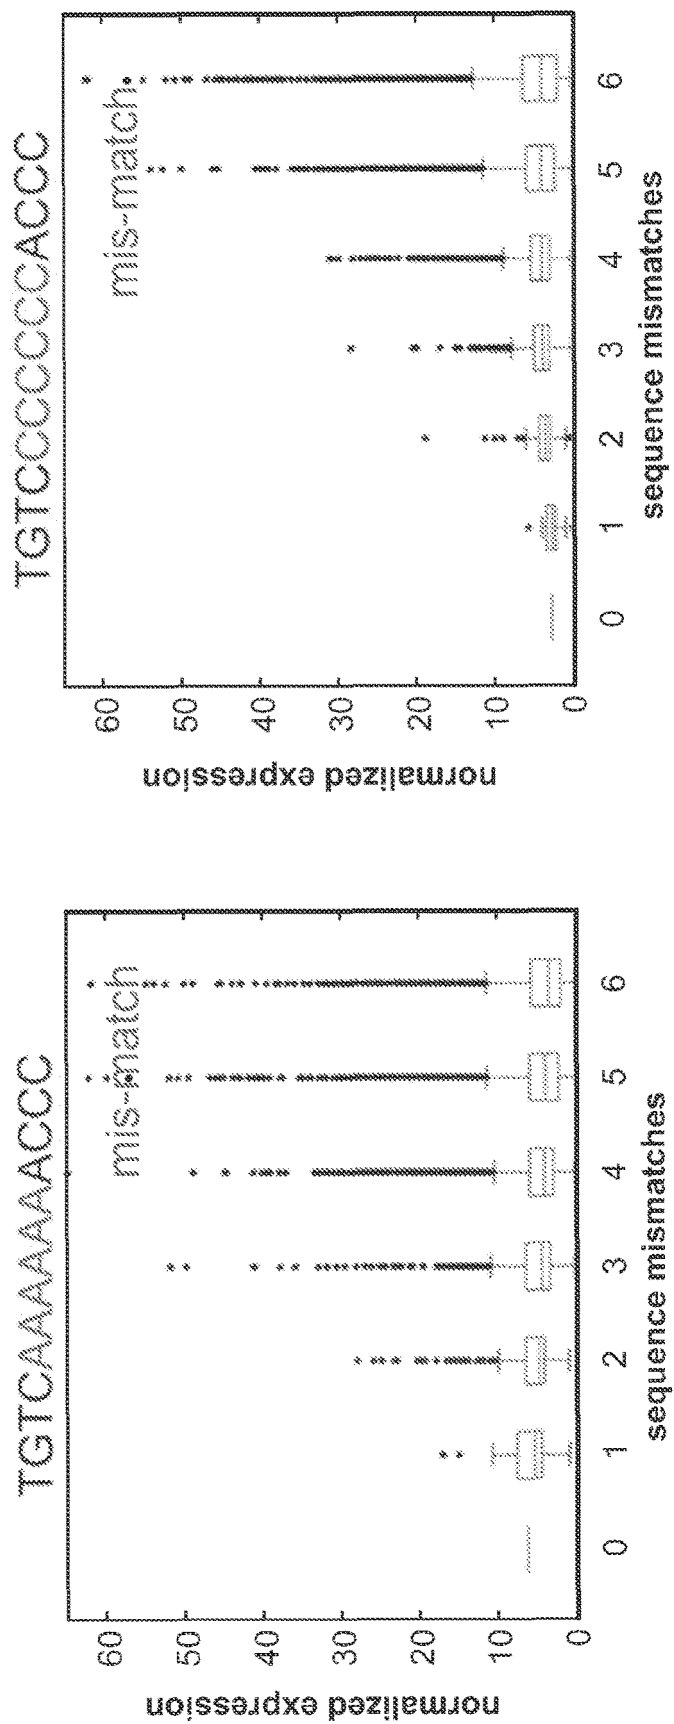 TGTCAAAAAAACCC
mis-match
normalized expression
60
50
40
30
20
10
0
0 1 2 3 4 5 6
sequence mismatches
TGTCCCCCCCACCC
mis-match
normalized expression
60
50
40
30
20
10
0
0 1 2 3 4 5 6
sequence mismatches